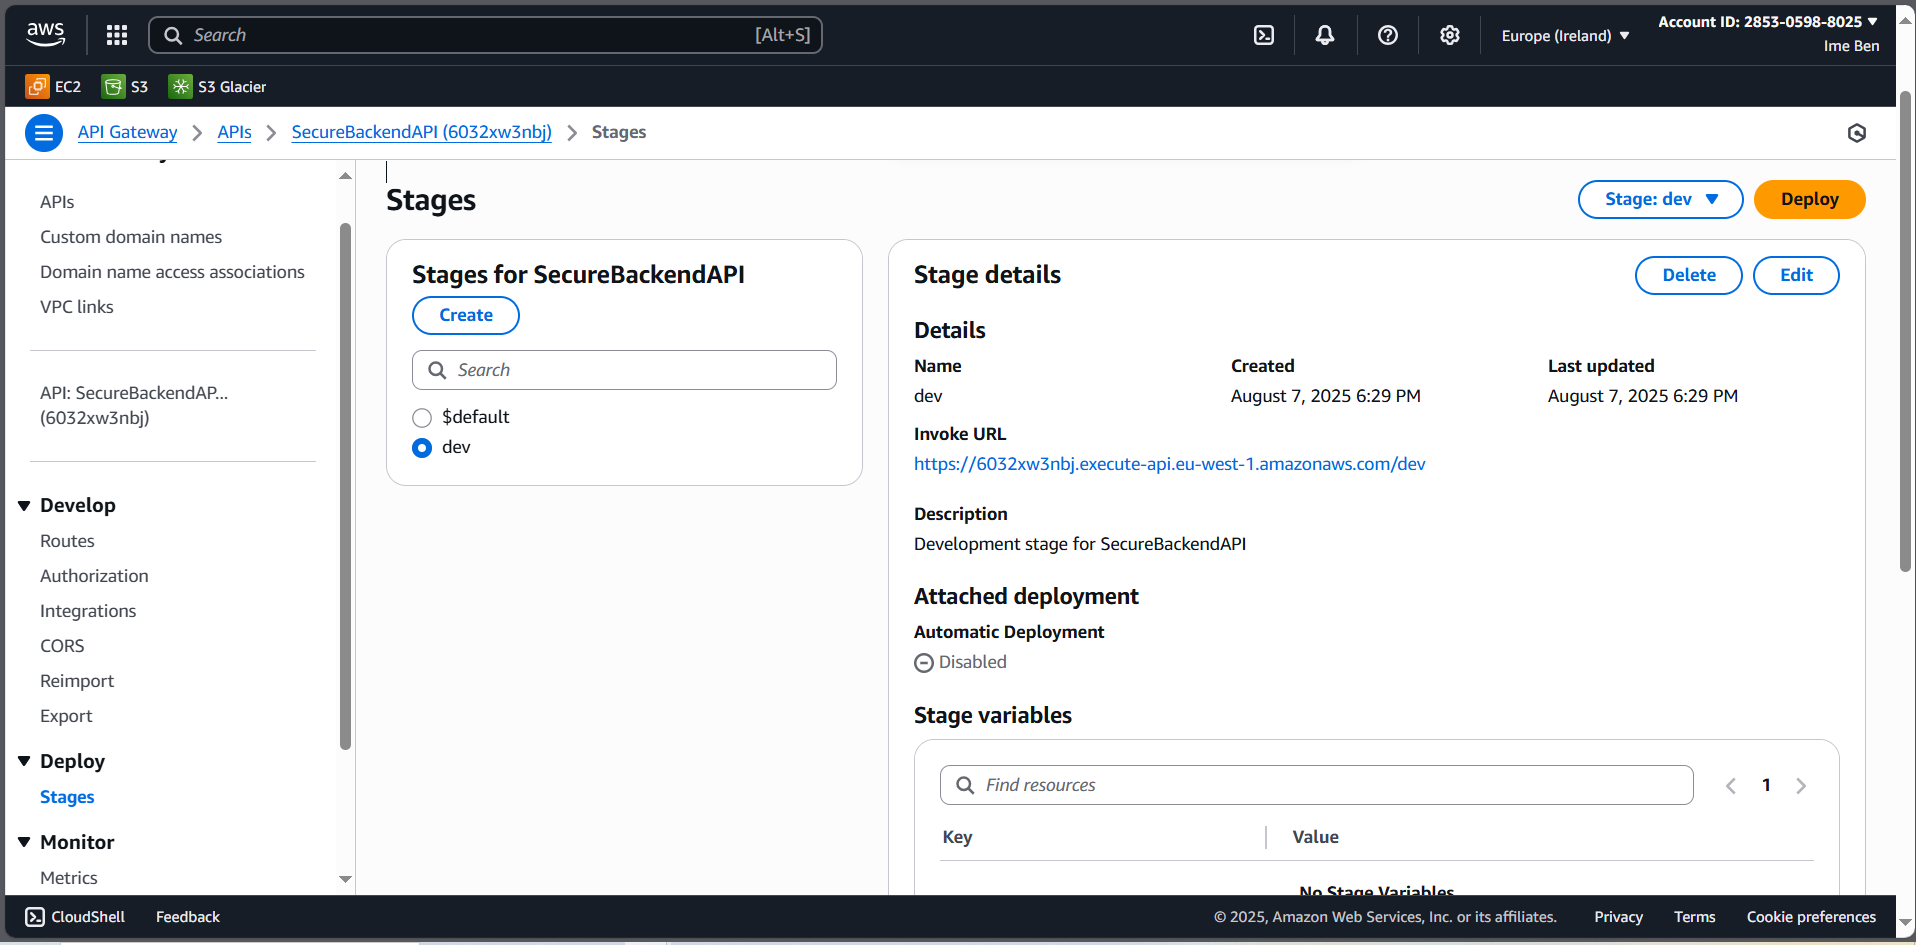 aws
Search [Alt+S]
Europe (Ireland)
Account ID: 2853-0598-8025
Ime Ben
EC2 S3 S3 Glacier
API Gateway APIs SecureBackendAPI (6032xw3nbj) Stages
APIs
Custom domain names
Domain name access associations
VPC links
API: SecureBackendAP...
(6032xw3nbj)
Develop
Routes
Authorization
Integrations
CORS
Reimport
Export
Deploy
Stages
Monitor
Metrics
Stages
Stage: dev
Deploy
Stages for SecureBackendAPI
Create
Search
$default
dev
Stage details
Delete
Edit
Details
Name Created Last updated
dev August 7, 2025 6:29 PM August 7, 2025 6:29 PM
Invoke URL
https://6032xw3nbj.execute-api.eu-west-1.amazonaws.com/dev
Description
Development stage for SecureBackendAPI
Attached deployment
Automatic Deployment
Disabled
Stage variables
Find resources
1
Key Value
No Stage Variables
CloudShell Feedback
© 2025, Amazon Web Services, Inc. or its affiliates. Privacy Terms Cookie preferences